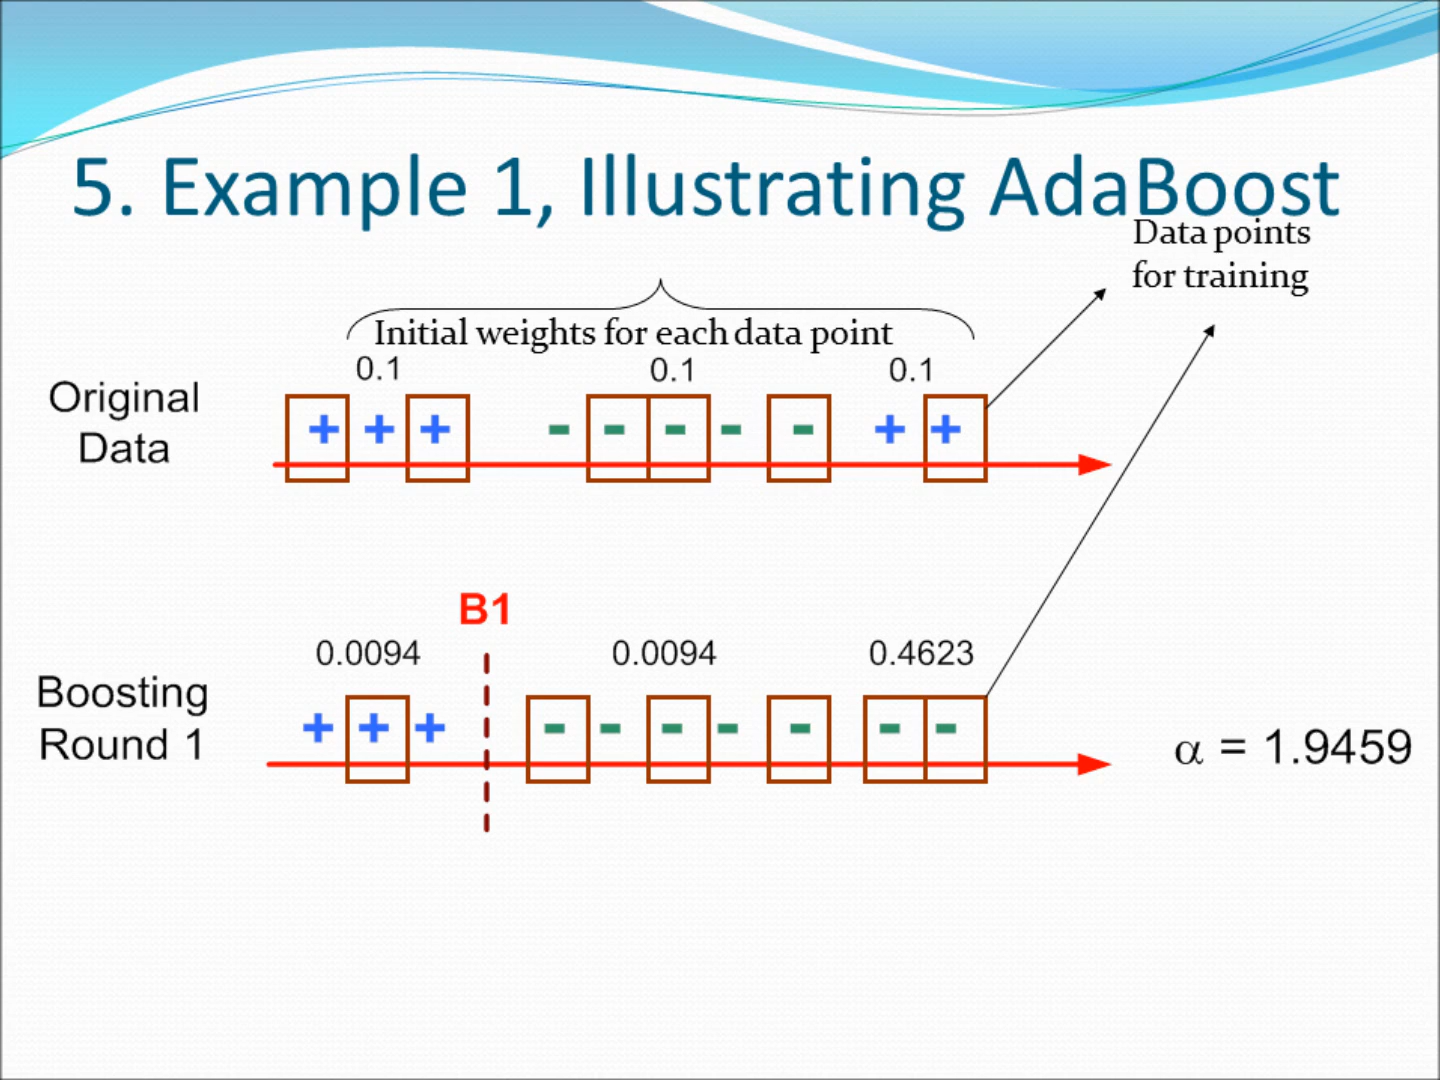 5. Example 1, Illustrating AdaBoost
Data points
for training
Initial weights for each data point
0.1 0.1 0.1
Original
Data
+ + + - - - - - + +
B1
0.0094 0.0094 0.4623
Boosting
Round 1
+ + + - - - - - - -
α = 1.9459